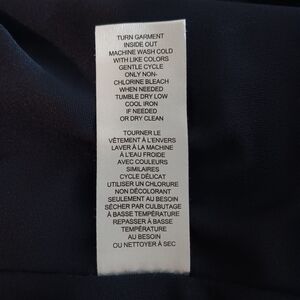 TURN GARMENT
INSIDE OUT
MACHINE WASH COLD
WITH LIKE COLORS
GENTLE CYCLE
ONLY NON-
CHLORINE BLEACH
WHEN NEEDED
TUMBLE DRY LOW
COOL IRON
IF NEEDED
OR DRY CLEAN
TOURNER LE
VÊTEMENT À L'ENVERS
LAVER À LA MACHINE
À L'EAU FROIDE
AVEC COULEURS
SIMILAIRES
CYCLE DÉLICAT
UTILISER UN CHLORURE
NON DÉCOLORANT
SEULEMENT AU BESOIN
SÉCHER PAR CULBUTAGE
À BASSE TEMPÉRATURE
REPASSER À BASSE
TEMPÉRATURE
AU BESOIN
OU NETTOYER À SEC